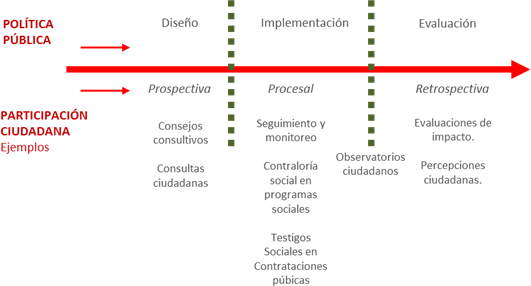 POLÍTICA
PÚBLICA
Diseño
Implementación
Evaluación
PARTICIPACIÓN
CIUDADANA
Ejemplos
Prospectiva
Procesal
Retrospectiva
Consejos
consultivos
Consultas
ciudadanas
Seguimiento y
monitoreo
Contraloría
social en
programas
sociales
Testigos
Sociales en
Contrataciones
púbicas
Observatorios
ciudadanos
Evaluaciones de
impacto.
Percepciones
ciudadanas.